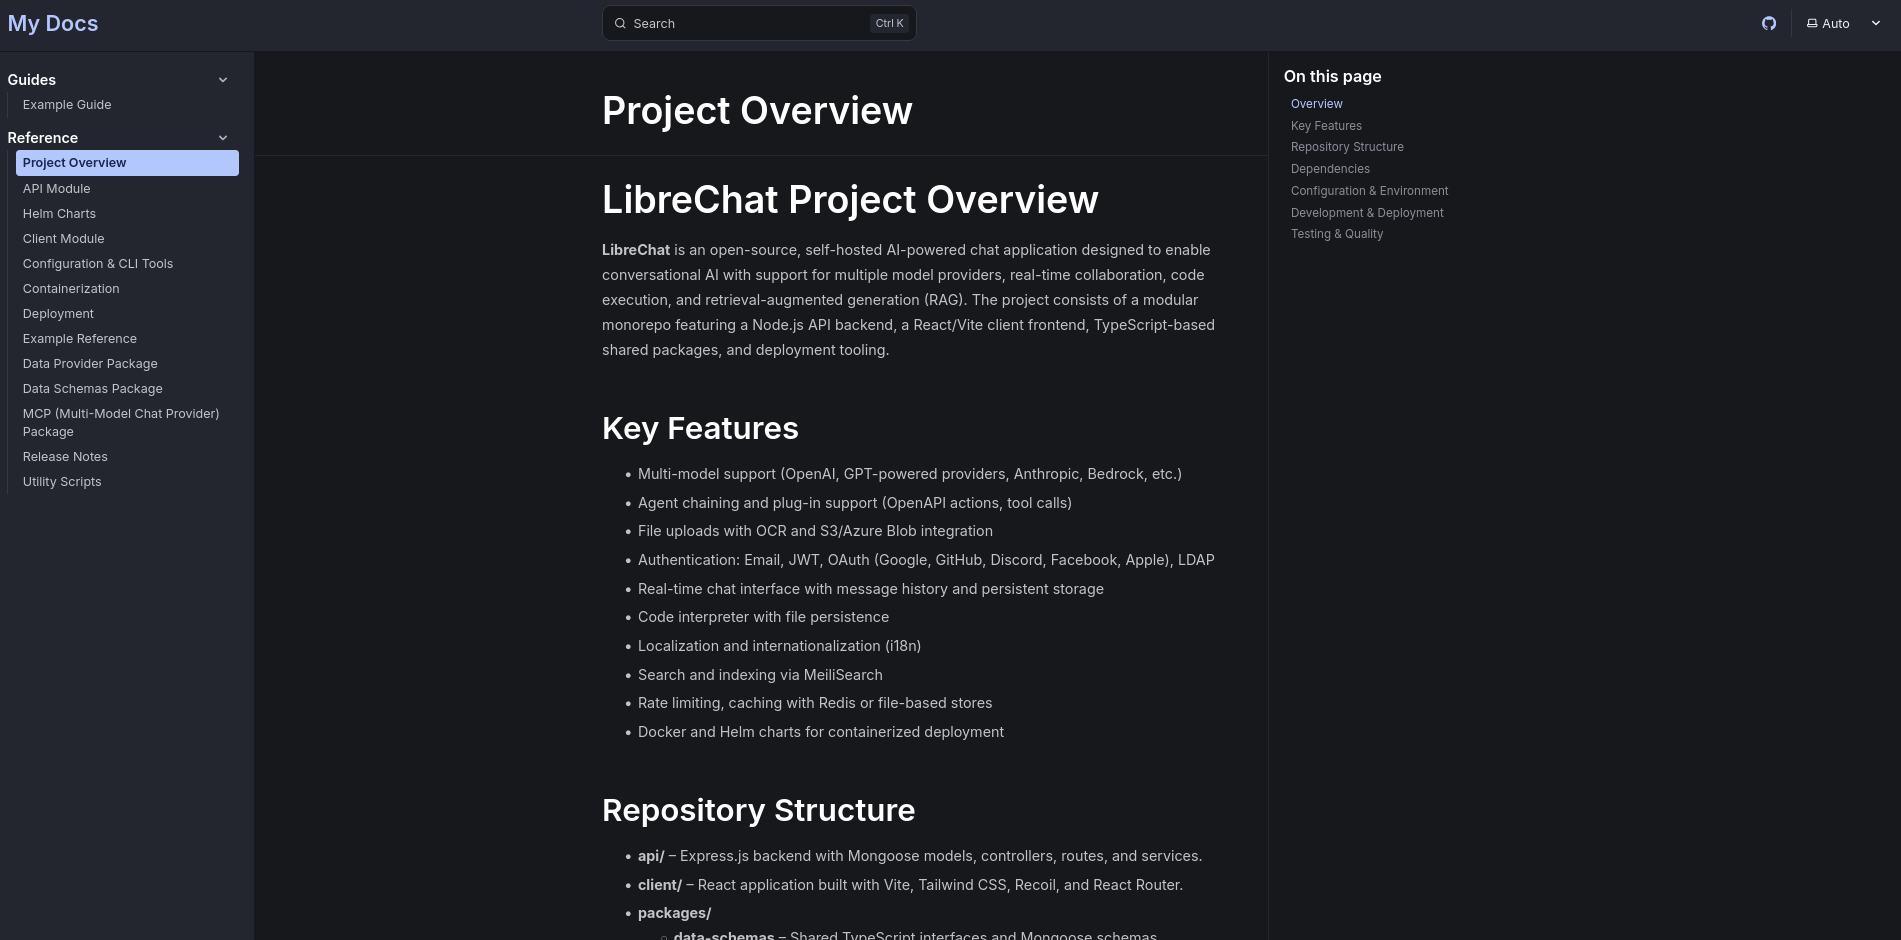 My Docs
Search
Ctrl K
Auto
Guides
Example Guide
Reference
Project Overview
API Module
Helm Charts
Client Module
Configuration & CLI Tools
Containerization
Deployment
Example Reference
Data Provider Package
Data Schemas Package
MCP (Multi-Model Chat Provider)
Package
Release Notes
Utility Scripts
Project Overview
LibreChat Project Overview
LibreChat is an open-source, self-hosted AI-powered chat application designed to enable
conversational AI with support for multiple model providers, real-time collaboration, code
execution, and retrieval-augmented generation (RAG). The project consists of a modular
monorepo featuring a Node.js API backend, a React/Vite client frontend, TypeScript-based
shared packages, and deployment tooling.
Key Features
• Multi-model support (OpenAI, GPT-powered providers, Anthropic, Bedrock, etc.)
• Agent chaining and plug-in support (OpenAPI actions, tool calls)
• File uploads with OCR and S3/Azure Blob integration
• Authentication: Email, JWT, OAuth (Google, GitHub, Discord, Facebook, Apple), LDAP
• Real-time chat interface with message history and persistent storage
• Code interpreter with file persistence
• Localization and internationalization (i18n)
• Search and indexing via MeiliSearch
• Rate limiting, caching with Redis or file-based stores
• Docker and Helm charts for containerized deployment
Repository Structure
• api/ – Express.js backend with Mongoose models, controllers, routes, and services.
• client/ – React application built with Vite, Tailwind CSS, Recoil, and React Router.
• packages/
○ data-schemas – Shared TypeScript interfaces and Mongoose schemas.
On this page
Overview
Key Features
Repository Structure
Dependencies
Configuration & Environment
Development & Deployment
Testing & Quality